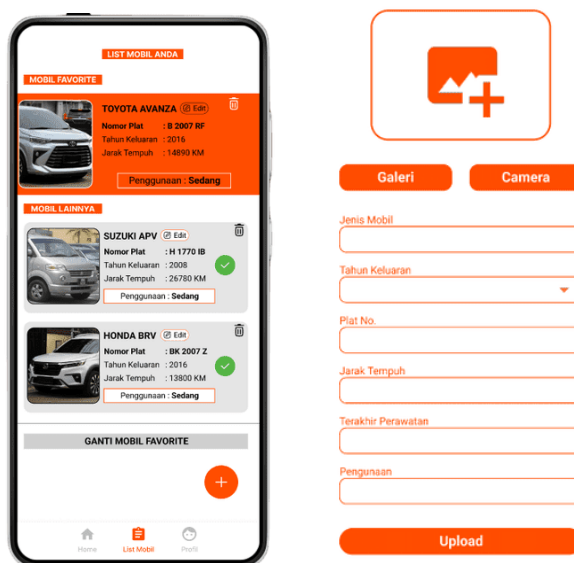 LIST MOBIL ANDA
MOBIL FAVORITE
TOYOTA AVANZA Edit
Nomor Plat : B 2007 RF
Tahun Keluaran : 2016
Jarak Tempuh : 14890 KM
Penggunaan : Sedang
MOBIL LAINNYA
SUZUKI APV Edit
Nomor Plat : H 1770 IB
Tahun Keluaran : 2008
Jarak Tempuh : 26780 KM
Penggunaan : Sedang
HONDA BRV Edit
Nomor Plat : BK 2007 Z
Tahun Keluaran : 2016
Jarak Tempuh : 13800 KM
Penggunaan : Sedang
GANTI MOBIL FAVORITE
Home List Mobil Profil
Galeri Camera
Jenis Mobil
Tahun Keluaran
Plat No.
Jarak Tempuh
Terakhir Perawatan
Pengunaan
Upload